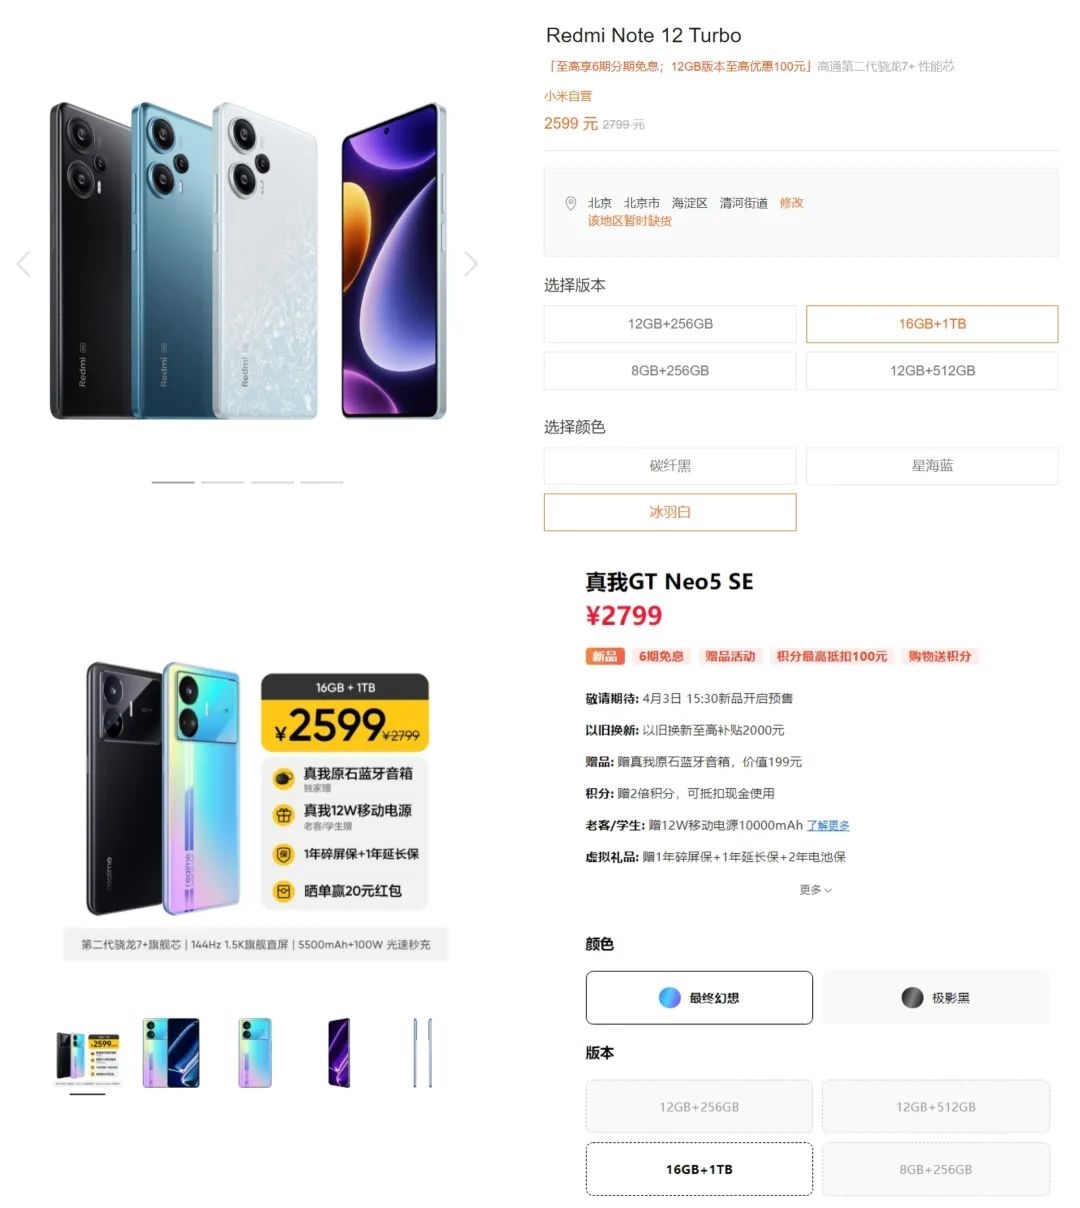 Redmi Note 12 Turbo
「至高享6期分期免息；12GB版本至高优惠100元」高通第二代骁龙7+ 性能芯
小米自营
2599 元 2799 元
北京 北京市 海淀区 清河街道 修改
该地区暂时缺货
选择版本
12GB+256GB
16GB+1TB
8GB+256GB
12GB+512GB
选择颜色
碳纤黑
星海蓝
冰羽白
Redmi
Redmi
Redmi
真我GT Neo5 SE
¥2799
新品 6期免息 赠品活动 积分最高抵扣100元 购物送积分
敬请期待: 4月3日 15:30新品开启预售
以旧换新: 以旧换新至高补贴2000元
赠品: 赠真我原石蓝牙音箱，价值199元
积分: 赠2倍积分，可抵扣现金使用
老客/学生: 赠12W移动电源10000mAh 了解更多
虚拟礼品: 赠1年碎屏保+1年延长保+2年电池保
更多
颜色
最终幻想
极影黑
版本
12GB+256GB
12GB+512GB
16GB+1TB
8GB+256GB
16GB + 1TB
¥2599 ¥2799
真我原石蓝牙音箱
独家赠
真我12W移动电源
老客/学生赠
保
1年碎屏保+1年延长保
晒单赢20元红包
realme
realme
第二代骁龙7+旗舰芯 | 144Hz 1.5K旗舰直屏 | 5500mAh+100W 光速秒充
2599